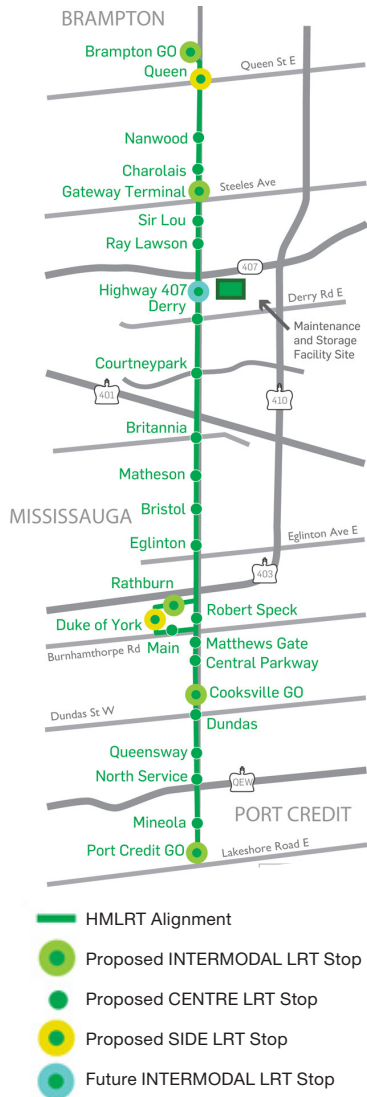 BRAMPTON
Brampton GO
Queen
Queen St E
Nanwood
Charolais
Gateway Terminal
Steeles Ave
Sir Lou
Ray Lawson
407
Highway 407
Derry
Derry Rd E
Maintenance
and Storage
Facility Site
Courtneypark
401
410
Britannia
Matheson
MISSISSAUGA
Bristol
Eglinton
Eglinton Ave E
403
Rathburn
Robert Speck
Duke of York
Main
Burnhamthorpe Rd
Matthews Gate
Central Parkway
Cooksville GO
Dundas St W
Dundas
Queensway
North Service
QEW
PORT CREDIT
Mineola
Port Credit GO
Lakeshore Road E
HMLRT Alignment
Proposed INTERMODAL LRT Stop
Proposed CENTRE LRT Stop
Proposed SIDE LRT Stop
Future INTERMODAL LRT Stop